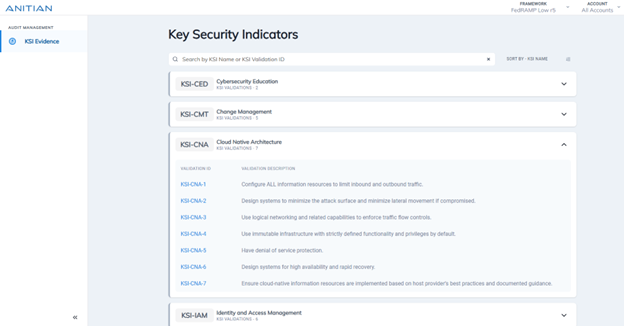 ANITIAN
FRAMEWORK
FedRAMP Low r5
ACCOUNT
All Accounts
AUDIT MANAGEMENT
KSI Evidence
Key Security Indicators
Search by KSI Name or KSI Validation ID
SORT BY - KSI NAME
KSI-CED
Cybersecurity Education
KSI VALIDATIONS - 2
KSI-CMT
Change Management
KSI VALIDATIONS - 5
KSI-CNA
Cloud Native Architecture
KSI VALIDATIONS - 7
VALIDATION ID VALIDATION DESCRIPTION
KSI-CNA-1 Configure ALL information resources to limit inbound and outbound traffic.
KSI-CNA-2 Design systems to minimize the attack surface and minimize lateral movement if compromised.
KSI-CNA-3 Use logical networking and related capabilities to enforce traffic flow controls.
KSI-CNA-4 Use immutable infrastructure with strictly defined functionality and privileges by default.
KSI-CNA-5 Have denial of service protection.
KSI-CNA-6 Design systems for high availability and rapid recovery.
KSI-CNA-7 Ensure cloud-native information resources are implemented based on host provider's best practices and documented guidance.
KSI-IAM
Identity and Access Management
KSI VALIDATIONS - 6